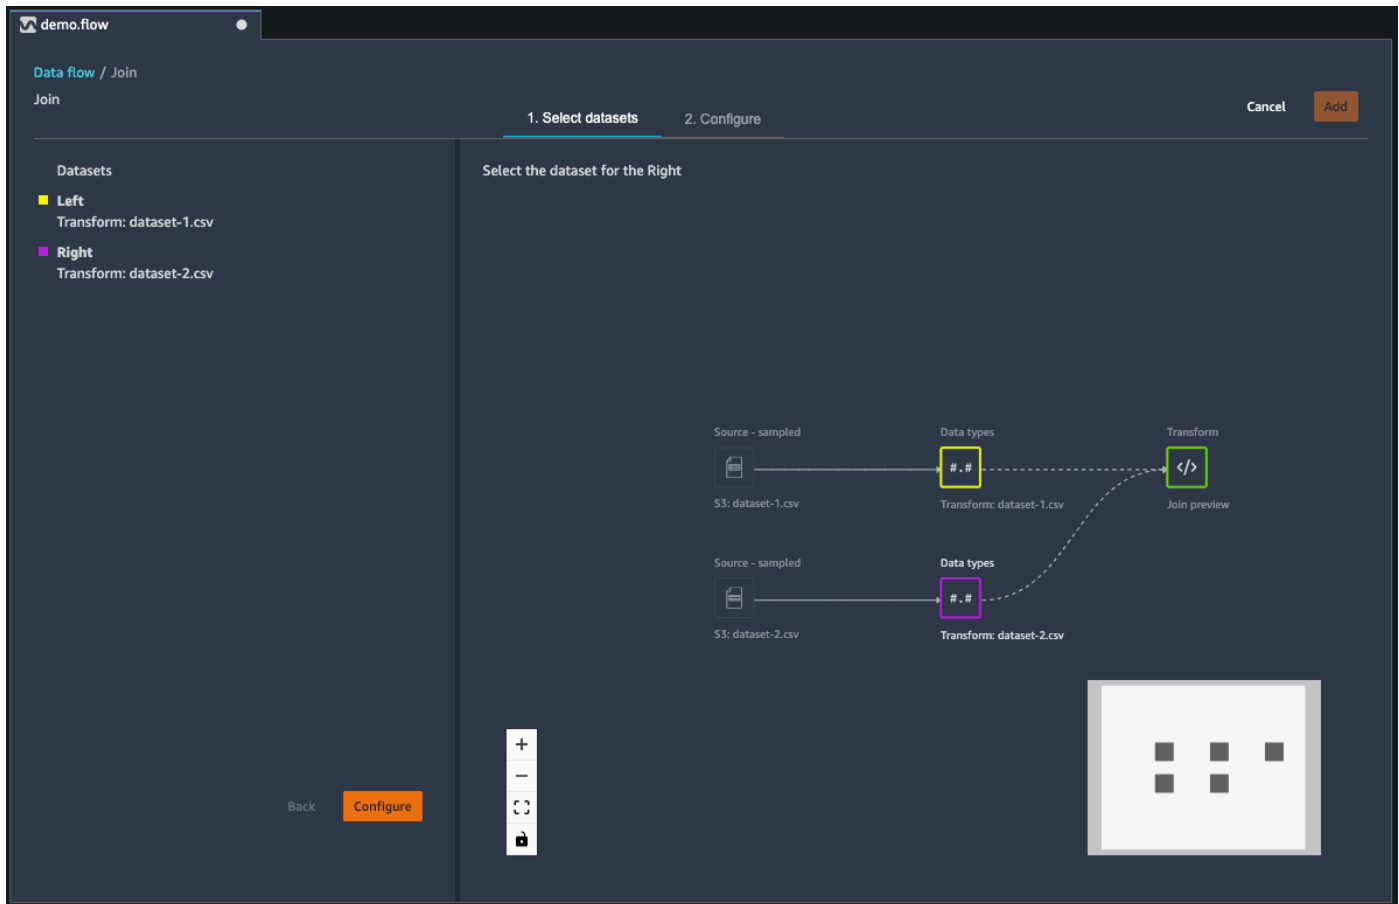 demo.flow
Data flow / Join
Join
1. Select datasets
2. Configure
Cancel
Add
Datasets
Left
Transform: dataset-1.csv
Right
Transform: dataset-2.csv
Back
Configure
Select the dataset for the Right
Source - sampled
Data types
Transform
#.#
</>
S3: dataset-1.csv
Transform: dataset-1.csv
Join preview
Source - sampled
Data types
#.#
S3: dataset-2.csv
Transform: dataset-2.csv